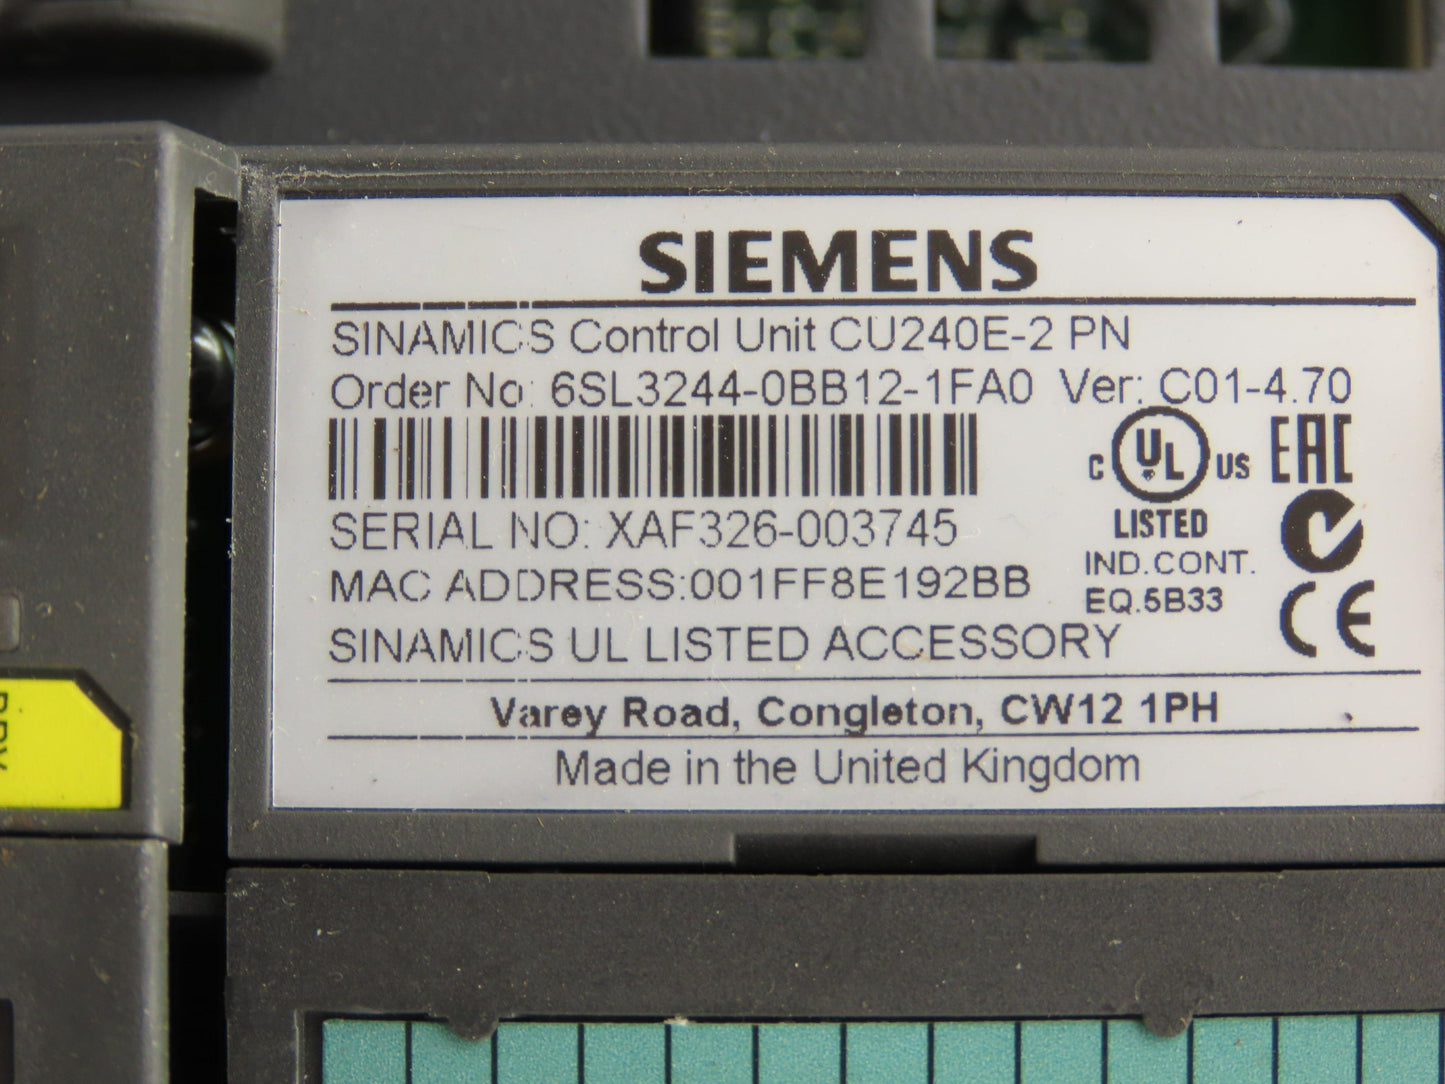 SIEMENS
SINAMICS Control Unit CU240E-2 PN
Order No: 6SL3244-0BB12-1FA0 Ver: C01-4.70
C UL US EAC
LISTED
SERIAL NO: XAF326-003745
IND.CONT.
MAC ADDRESS:001FF8E192BB
EQ.5B33
CE
SINAMICS UL LISTED ACCESSORY
Varey Road, Congleton, CW12 1PH
Made in the United Kingdom
RDY